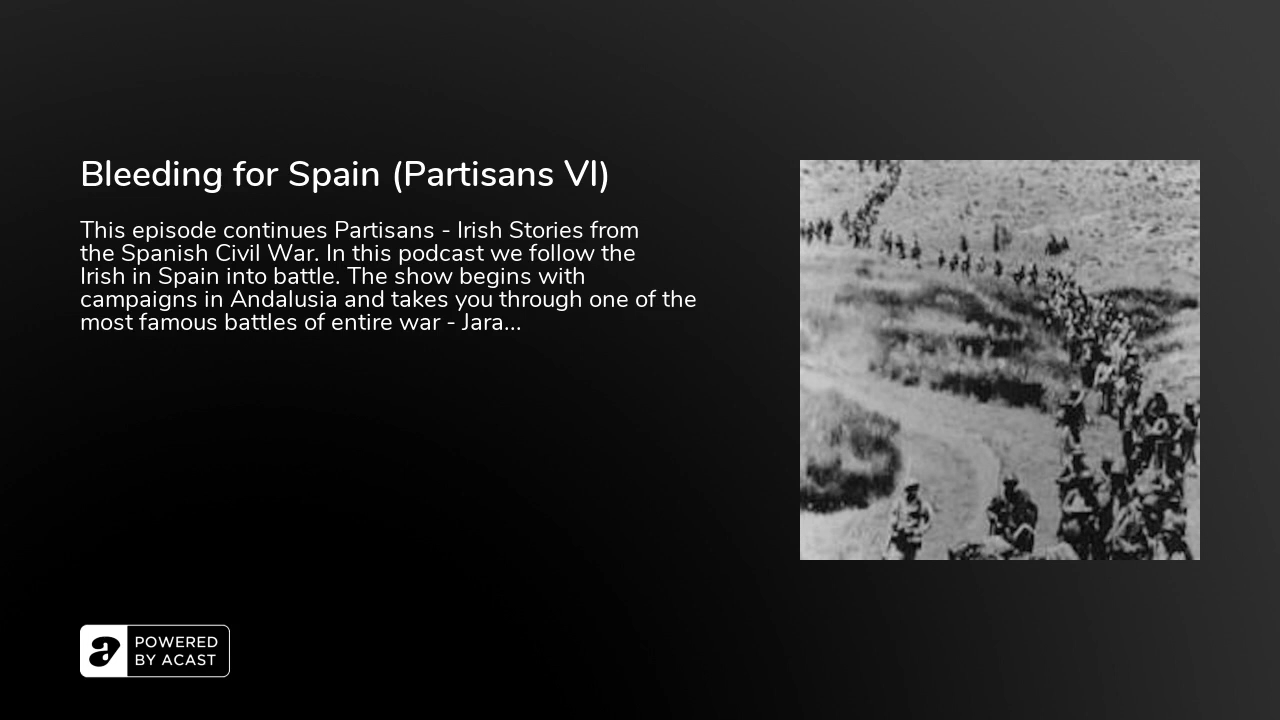 Bleeding for Spain (Partisans VI)
This episode continues Partisans - Irish Stories from
the Spanish Civil War. In this podcast we follow the
Irish in Spain into battle. The show begins with
campaigns in Andalusia and takes you through one of the
most famous battles of entire war - Jara...
POWERED
BY ACAST